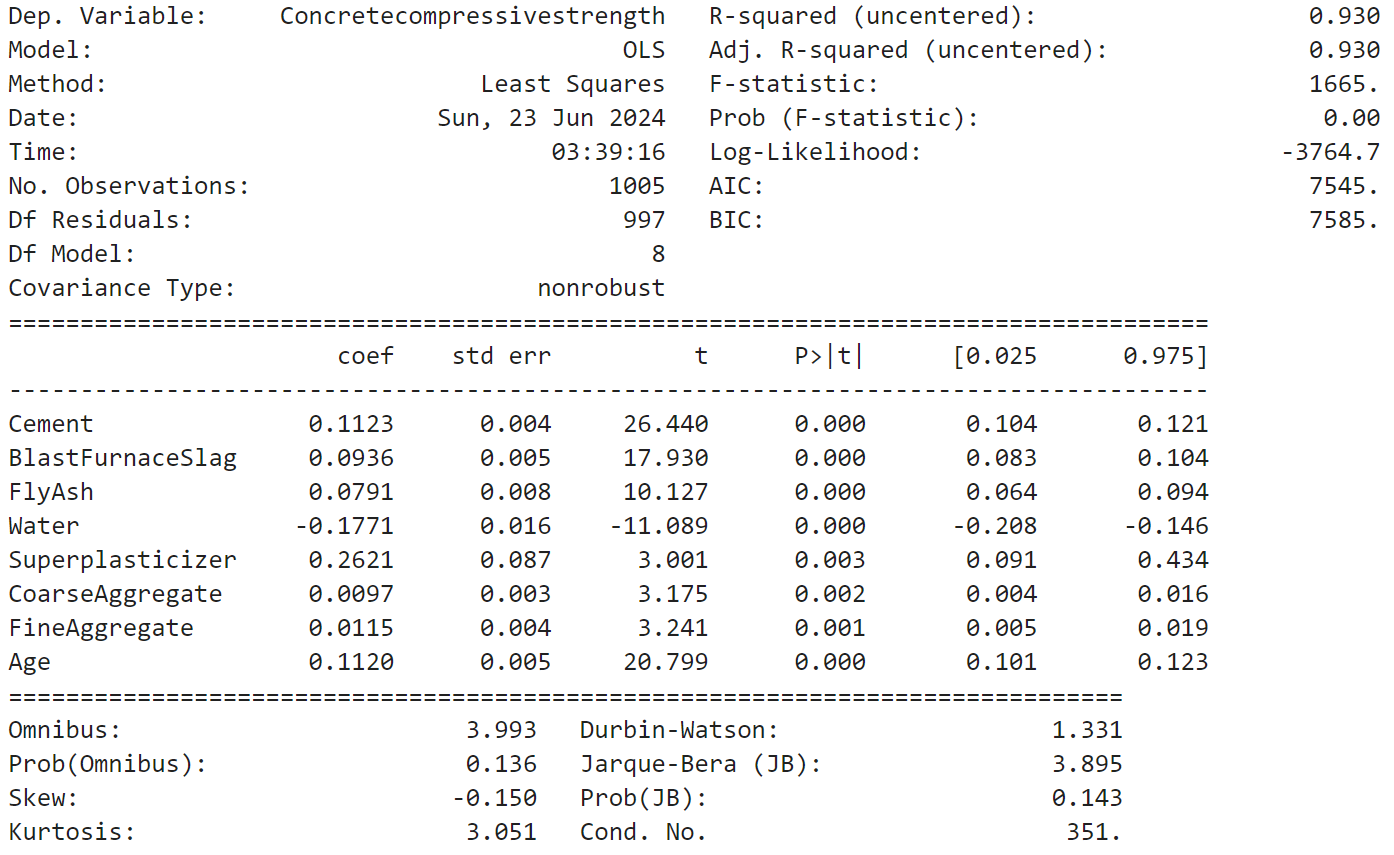 Dep. Variable: Concretecompressivestrength R-squared (uncentered): 0.930
Model: OLS Adj. R-squared (uncentered): 0.930
Method: Least Squares F-statistic: 1665.
Date: Sun, 23 Jun 2024 Prob (F-statistic): 0.00
Time: 03:39:16 Log-Likelihood: -3764.7
No. Observations: 1005 AIC: 7545.
Df Residuals: 997 BIC: 7585.
Df Model: 8
Covariance Type: nonrobust
====================================================================================
coef std err t P>|t| [0.025 0.975]
------------------------------------------------------------------------------------
Cement 0.1123 0.004 26.440 0.000 0.104 0.121
BlastFurnaceSlag 0.0936 0.005 17.930 0.000 0.083 0.104
FlyAsh 0.0791 0.008 10.127 0.000 0.064 0.094
Water -0.1771 0.016 -11.089 0.000 -0.208 -0.146
Superplasticizer 0.2621 0.087 3.001 0.003 0.091 0.434
CoarseAggregate 0.0097 0.003 3.175 0.002 0.004 0.016
FineAggregate 0.0115 0.004 3.241 0.001 0.005 0.019
Age 0.1120 0.005 20.799 0.000 0.101 0.123
==============================================================================
Omnibus: 3.993 Durbin-Watson: 1.331
Prob(Omnibus): 0.136 Jarque-Bera (JB): 3.895
Skew: -0.150 Prob(JB): 0.143
Kurtosis: 3.051 Cond. No. 351.